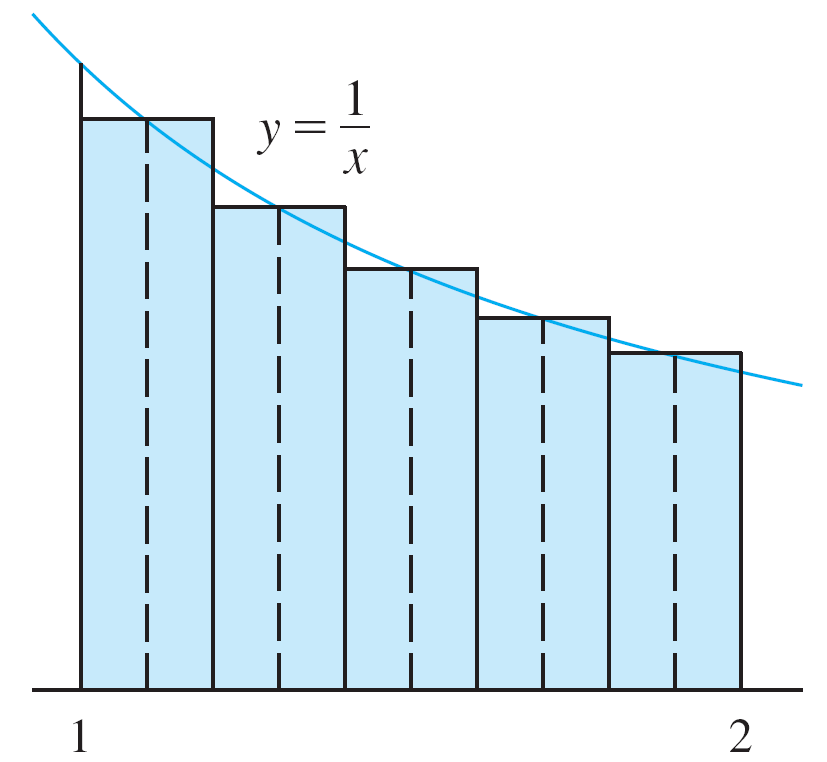 y = 1/x
1 2